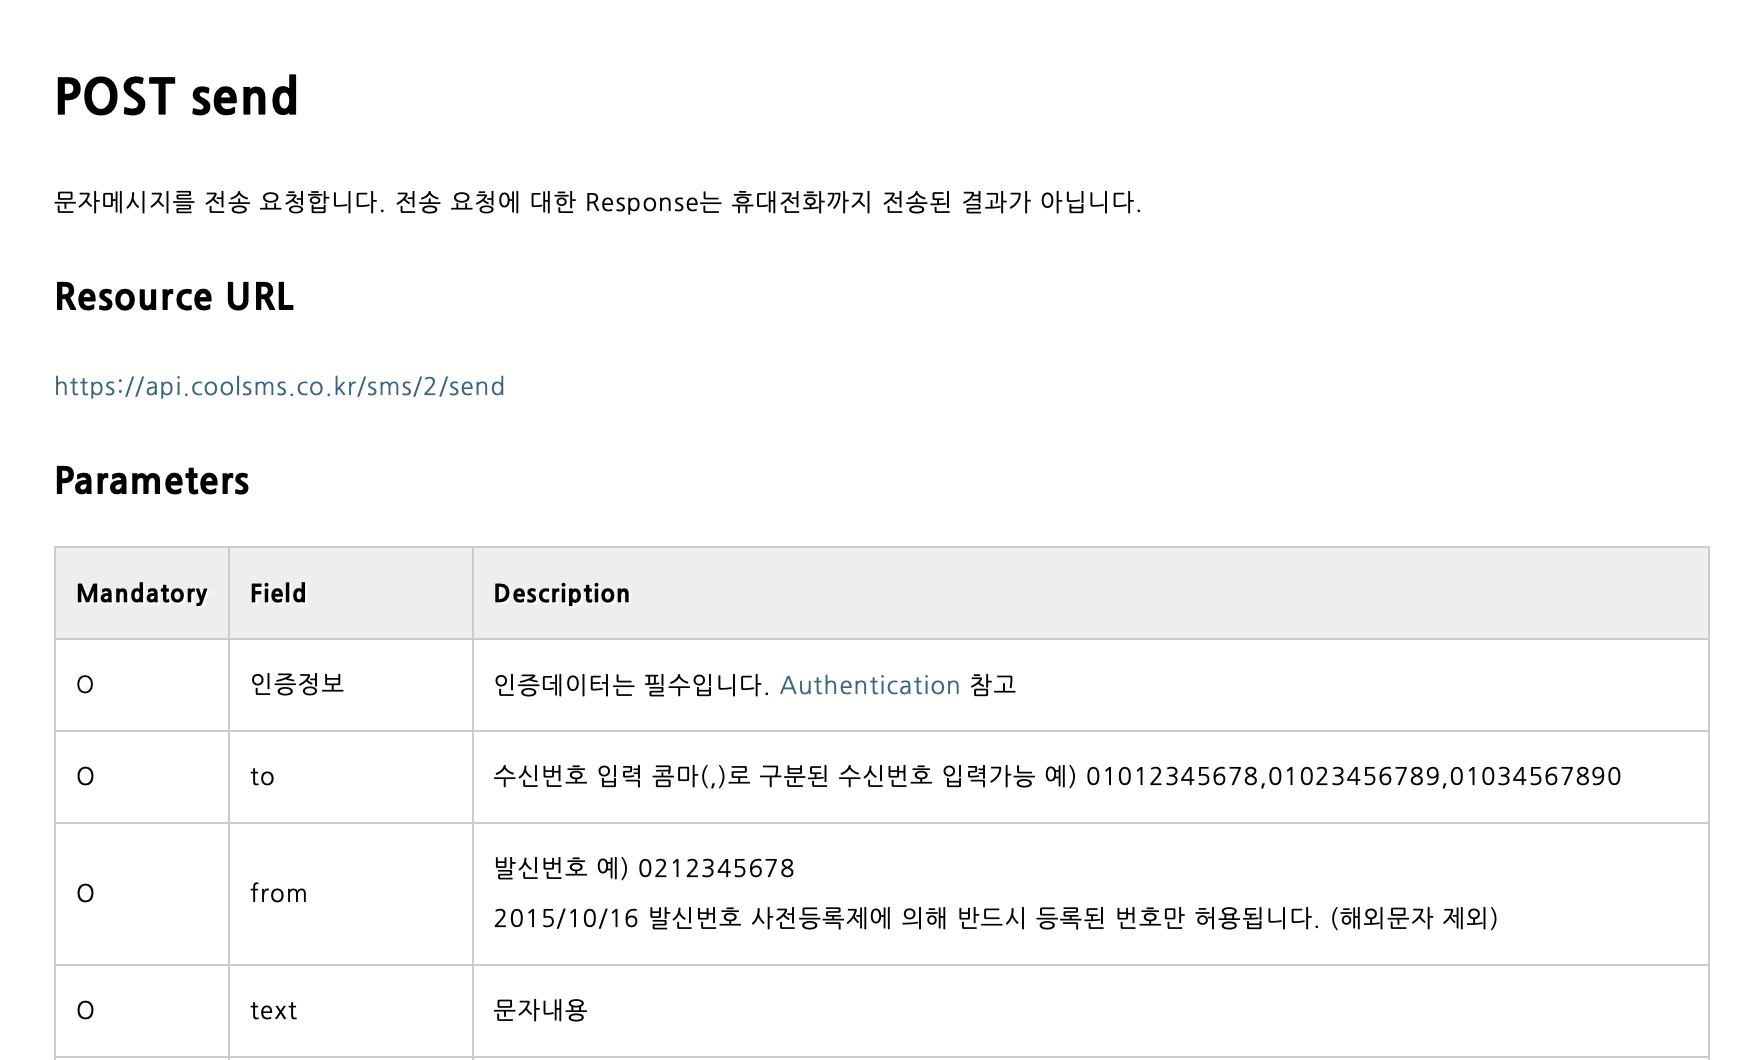 POST send
문자메시지를 전송 요청합니다. 전송 요청에 대한 Response는 휴대전화까지 전송된 결과가 아닙니다.
Resource URL
https://api.coolsms.co.kr/sms/2/send
Parameters
Mandatory Field Description
O 인증정보 인증데이터는 필수입니다. Authentication 참고
O to 수신번호 입력 콤마(,)로 구분된 수신번호 입력가능 예) 01012345678,01023456789,01034567890
O from 발신번호 예) 0212345678
2015/10/16 발신번호 사전등록제에 의해 반드시 등록된 번호만 허용됩니다. (해외문자 제외)
O text 문자내용